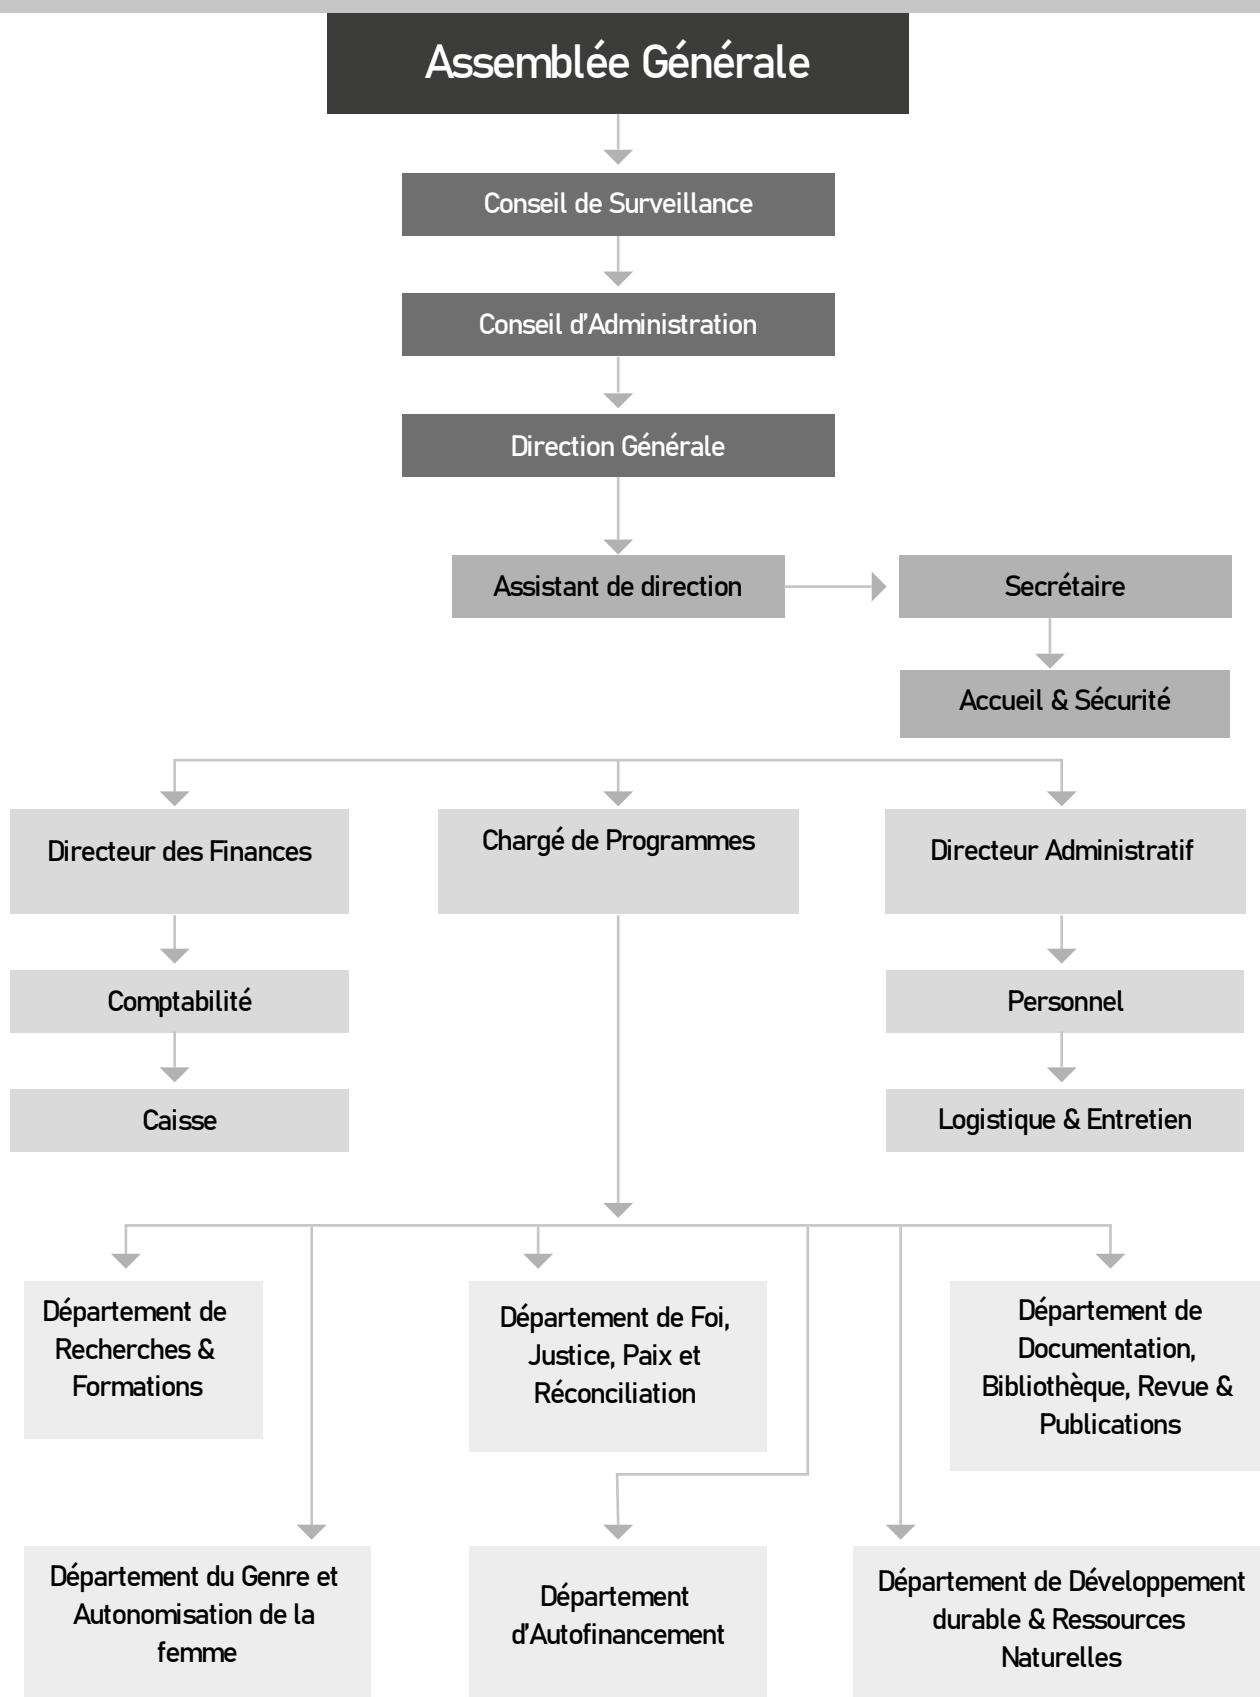 Assemblée Générale
Conseil de Surveillance
Conseil d'Administration
Direction Générale
Assistant de direction
Secrétaire
Accueil & Sécurité
Directeur des Finances
Chargé de Programmes
Directeur Administratif
Comptabilité
Personnel
Caisse
Logistique & Entretien
Département de
Recherches &
Formations
Département de Foi,
Justice, Paix et
Réconciliation
Département de
Documentation,
Bibliothèque, Revue &
Publications
Département du Genre et
Autonomisation de la
femme
Département
d'Autofinancement
Département de Développement
durable & Ressources
Naturelles